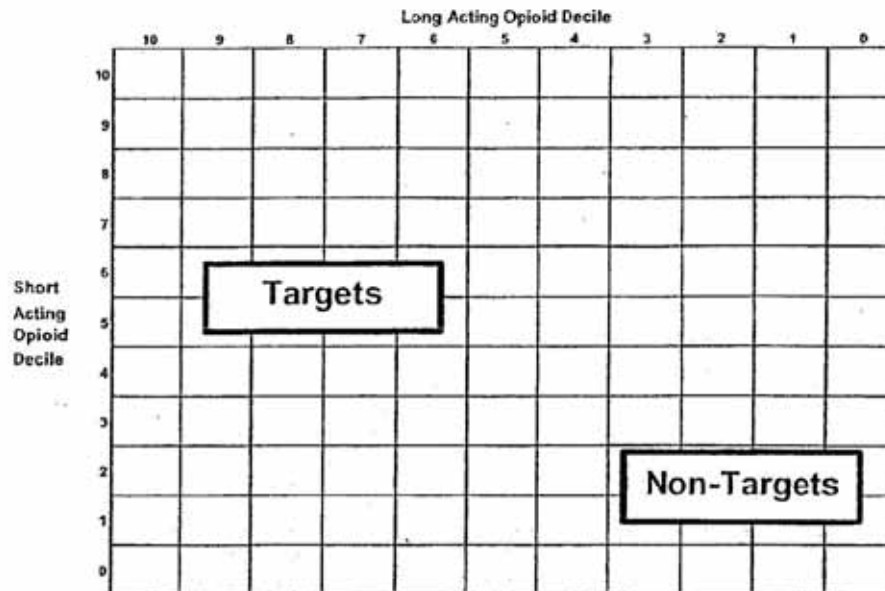 Long Acting Opioid Decile
10 9 8 7 6 5 4 3 2 1 0
10
9
8
7
6
Short
Acting
5
Opioid
Decile
4
3
2
1
0
Targets
Non-Targets